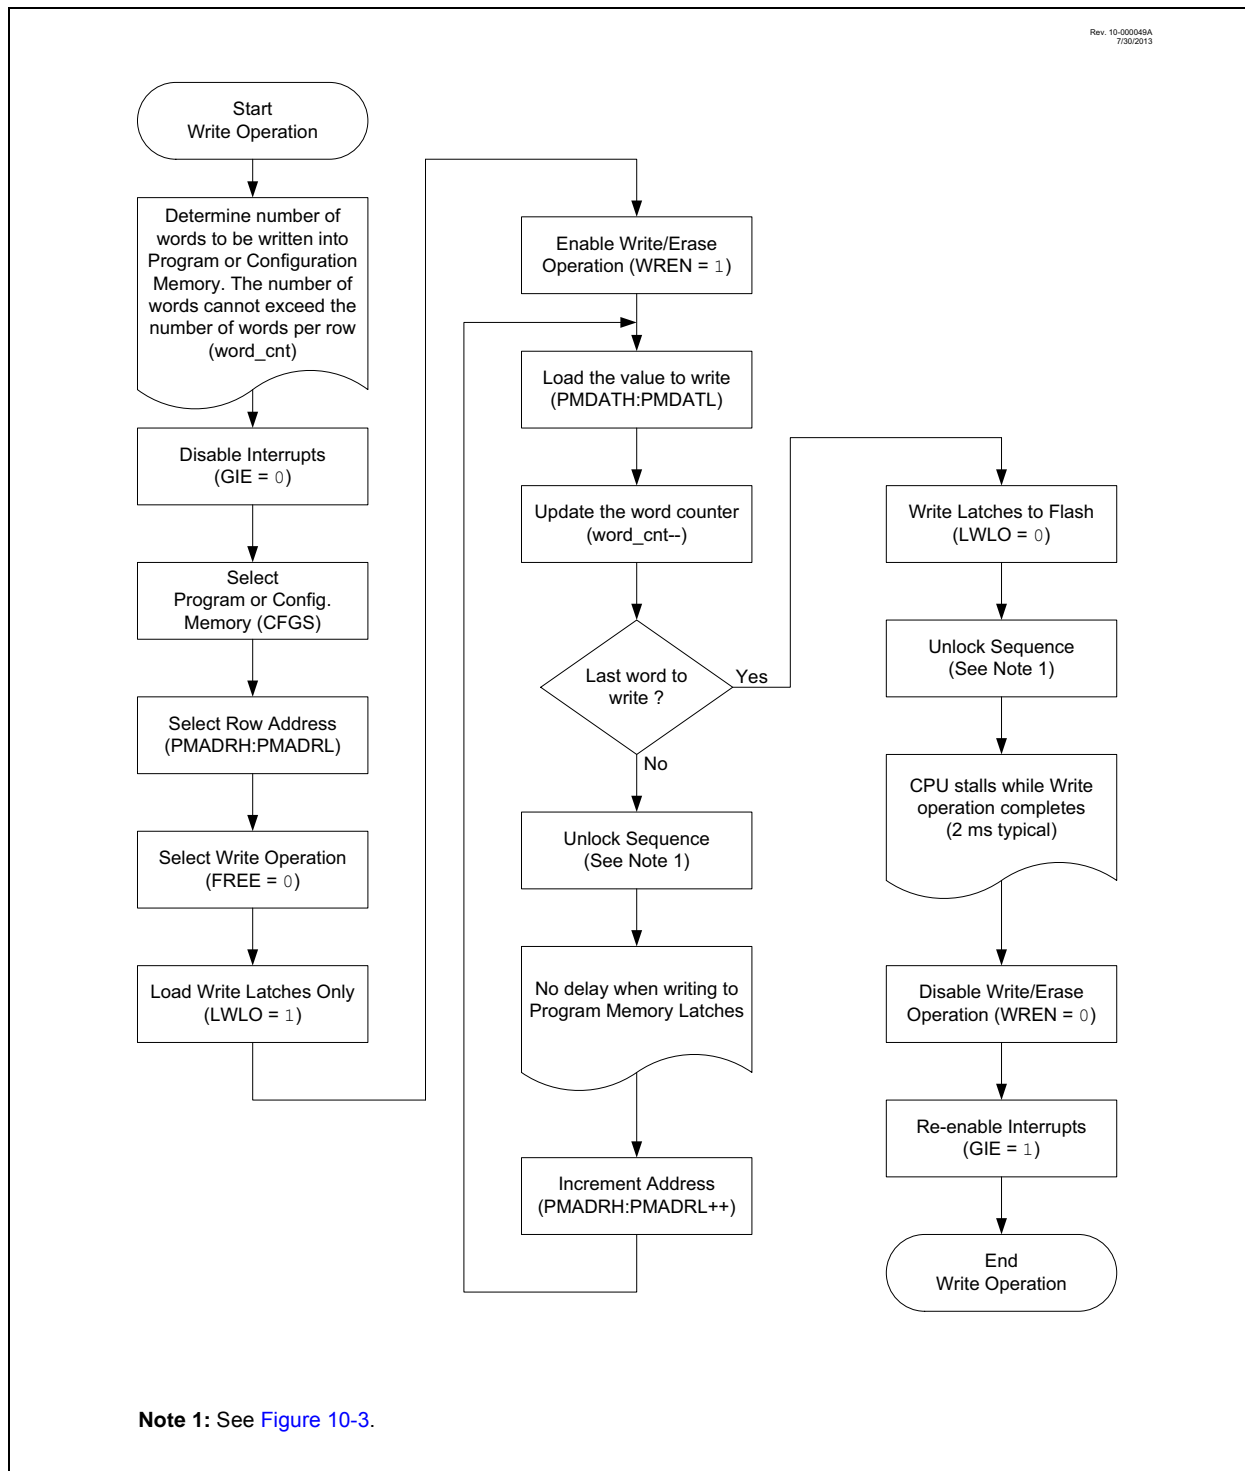 Rev. 10-000049A
7/30/2013
Start
Write Operation
Determine number of
words to be written into
Program or Configuration
Memory. The number of
words cannot exceed the
number of words per row
(word_cnt)
Disable Interrupts
(GIE = 0)
Select
Program or Config.
Memory (CFGS)
Select Row Address
(PMADRH:PMADRL)
Select Write Operation
(FREE = 0)
Load Write Latches Only
(LWLO = 1)
Enable Write/Erase
Operation (WREN = 1)
Load the value to write
(PMDATH:PMDATL)
Update the word counter
(word_cnt--)
Last word to
write ?
Yes
No
Unlock Sequence
(See Note 1)
No delay when writing to
Program Memory Latches
Increment Address
(PMADRH:PMADRL++)
Write Latches to Flash
(LWLO = 0)
Unlock Sequence
(See Note 1)
CPU stalls while Write
operation completes
(2 ms typical)
Disable Write/Erase
Operation (WREN = 0)
Re-enable Interrupts
(GIE = 1)
End
Write Operation
Note 1: See Figure 10-3.